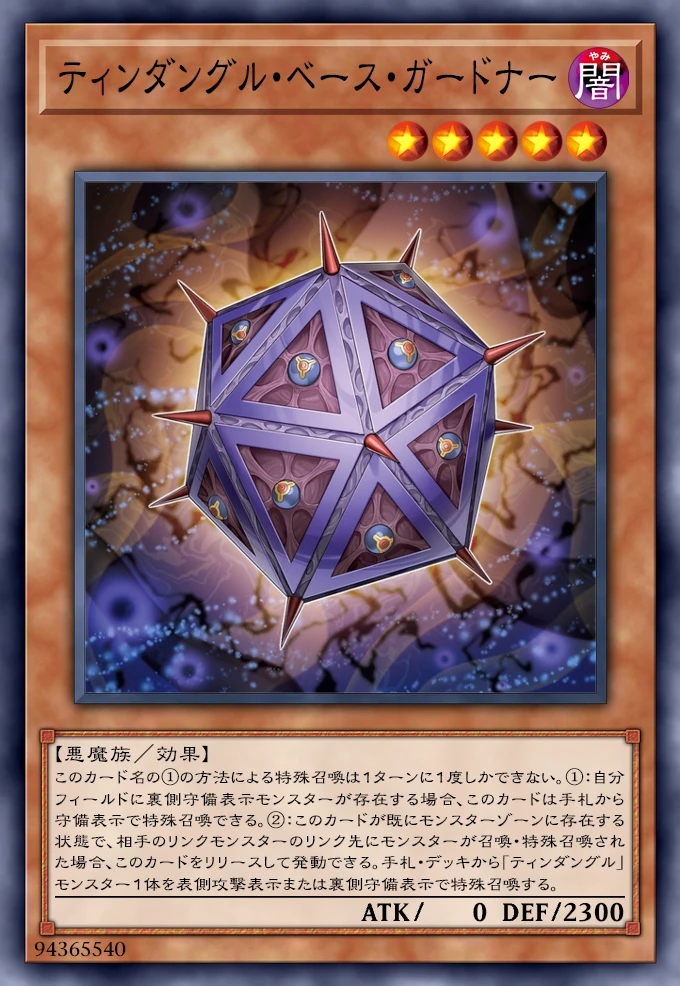 ティンダングル・ベース・ガードナー
やみ
闇
【悪魔族／効果】
このカード名の①の方法による特殊召喚は1ターンに1度しかできない。①：自分
フィールドに裏側守備表示モンスターが存在する場合、このカードは手札から
守備表示で特殊召喚できる。②：このカードが既にモンスターゾーンに存在する
状態で、相手のリンクモンスターのリンク先にモンスターが召喚・特殊召喚され
た場合、このカードをリリースして発動できる。手札・デッキから「ティンダングル」
モンスター1体を表側攻撃表示または裏側守備表示で特殊召喚する。
ATK/ 0 DEF/2300
94365540